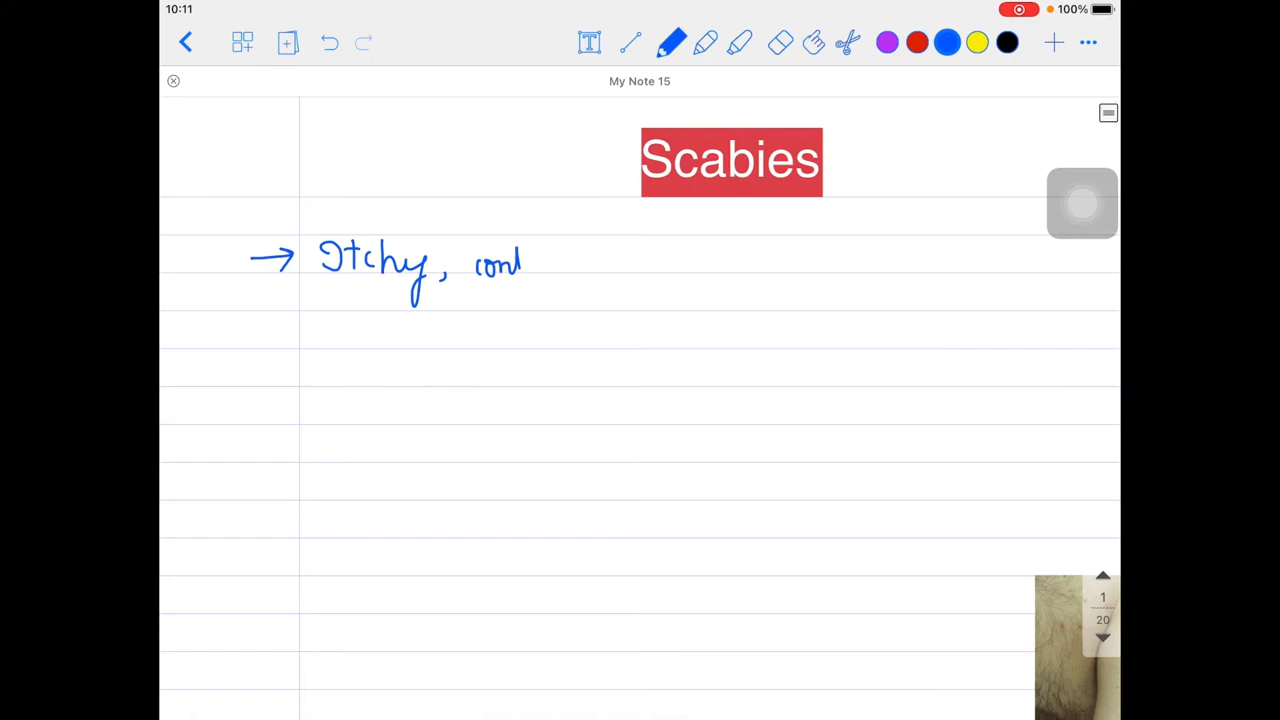 10:11
100%
My Note 15
Scabies
→ Itchy, cont
1
20